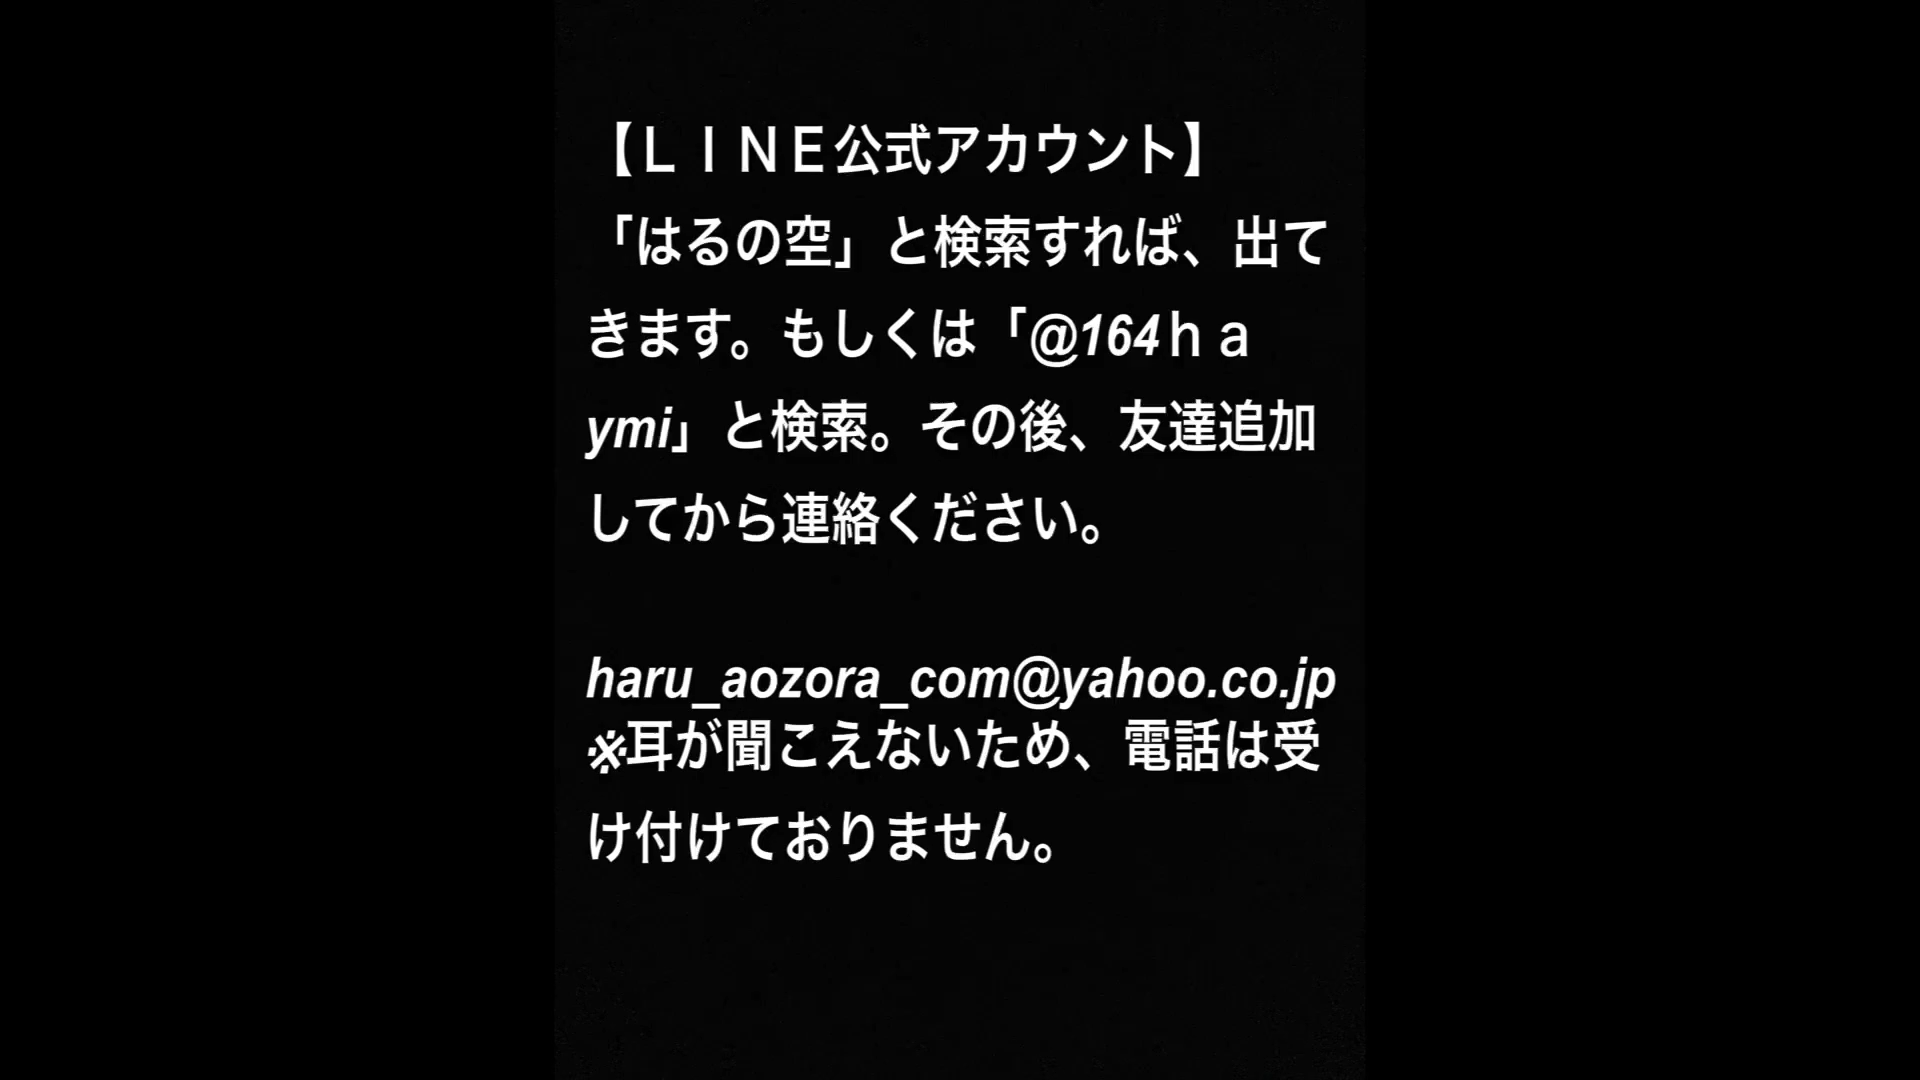 【ＬＩＮＥ公式アカウント】
「はるの空」と検索すれば、出て
きます。もしくは「@164ｈａ
ymi」と検索。その後、友達追加
してから連絡ください。
haru_aozora_com@yahoo.co.jp
※耳が聞こえないため、電話は受
け付けておりません。